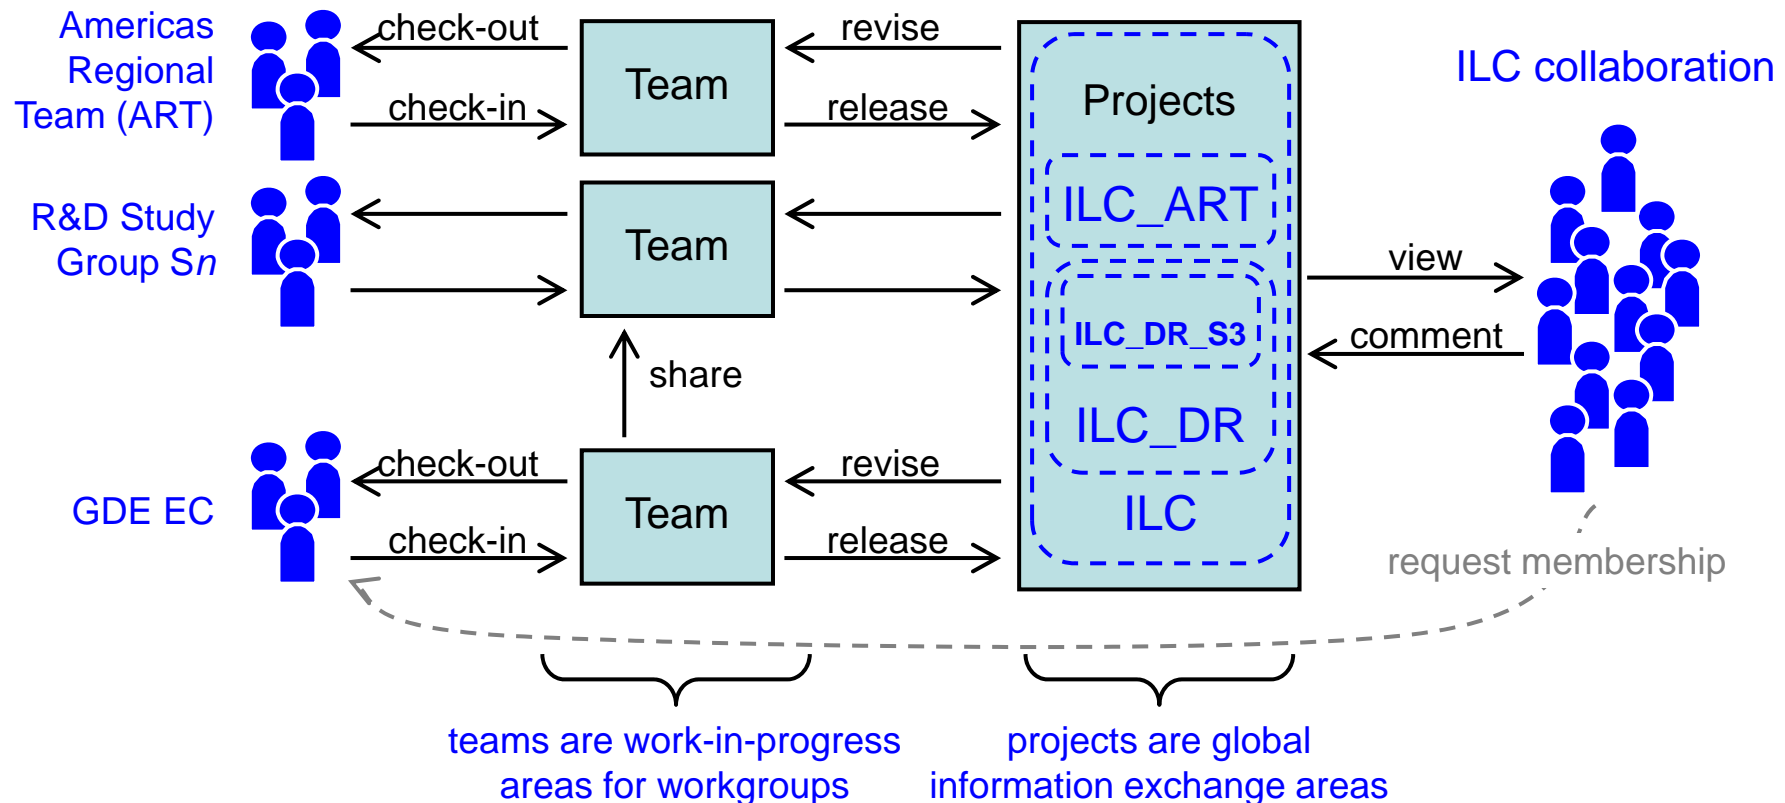 Americas
Regional
Team (ART)
check-out
check-in
Team
revise
release
Projects
ILC collaboration
R&D Study
Group Sn
Team
ILC_ART
view
comment
ILC_DR_S3
share
ILC_DR
GDE EC
check-out
check-in
Team
revise
release
ILC
request membership
teams are work-in-progress
areas for workgroups
projects are global
information exchange areas